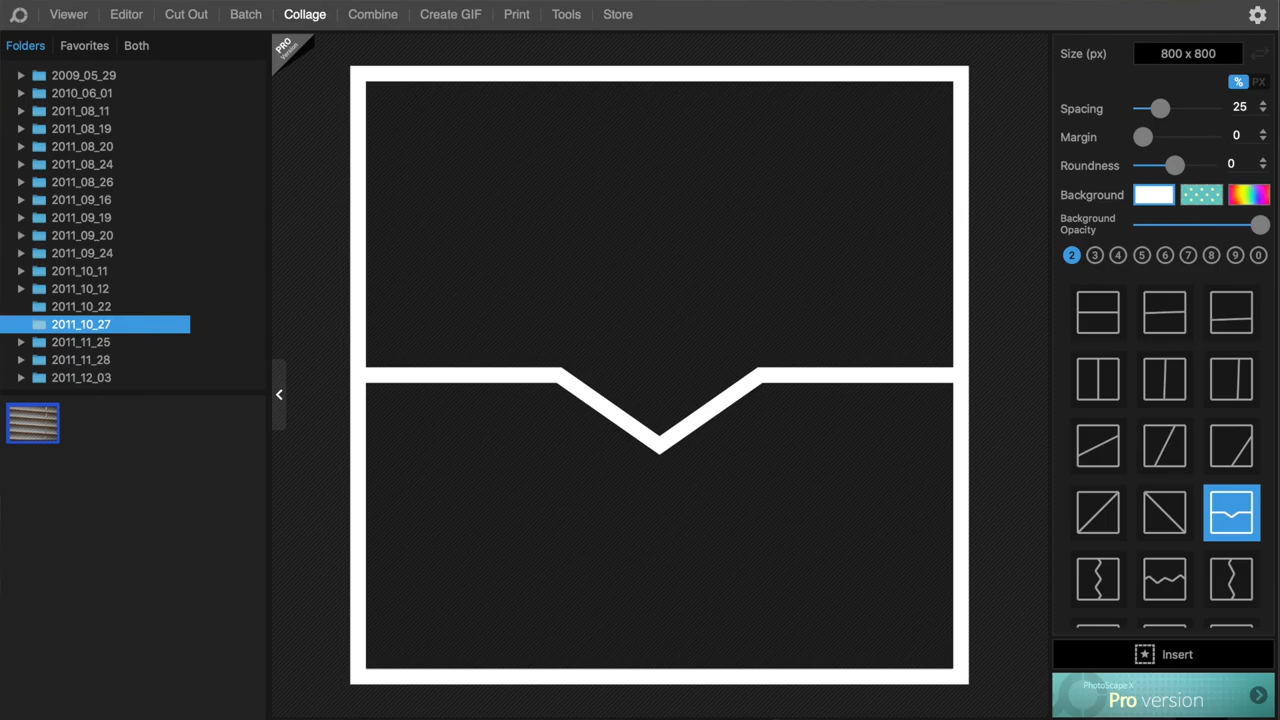 Viewer Editor Cut Out Batch Collage Combine Create GIF Print Tools Store
Folders Favorites Both
2009_05_29
2010_06_01
2011_08_11
2011_08_19
2011_08_20
2011_08_24
2011_08_26
2011_09_16
2011_09_19
2011_09_20
2011_09_24
2011_10_11
2011_10_12
2011_10_22
2011_10_27
2011_11_25
2011_11_28
2011_12_03
PRO
Version
Size (px) 800 x 800
% PX
Spacing 25
Margin 0
Roundness 0
Background
Background
Opacity
2 3 4 5 6 7 8 9 0
Insert
PhotoScape X
Pro version